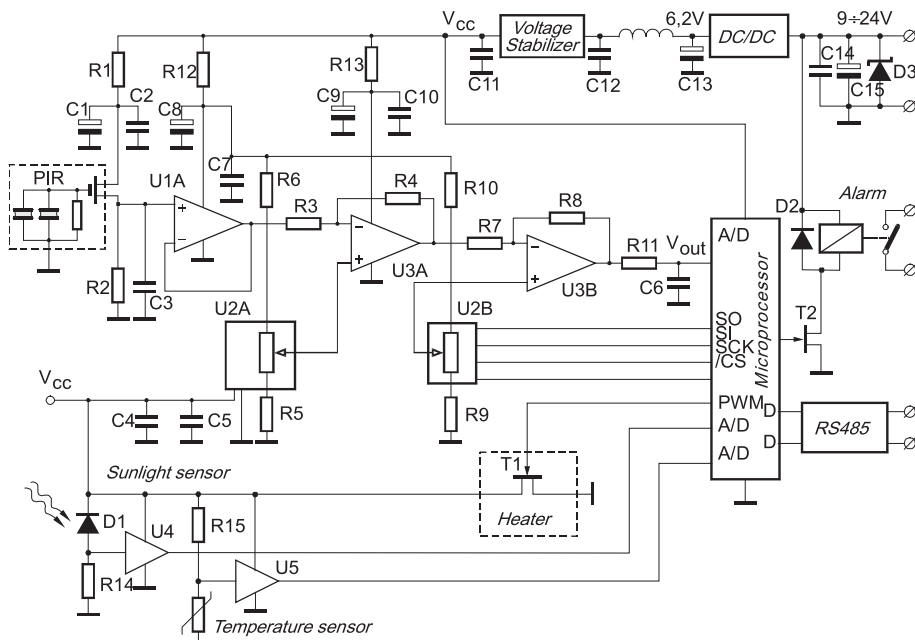 Vcc
Voltage
Stabilizer
6,2V
DC/DC
9÷24V
R1
R12
R13
C11
C12
C13
C14
C15
D3
C1
C2
C8
C9
C10
PIR
U1A
C7
R6
R4
R10
R3
R7
R8
R11
Vout
D2
Alarm
U3A
U3B
C6
A/D
Microprocessor
R2
C3
U2A
U2B
SO
SI
SCK
/CS
T2
Vcc
C4
C5
R5
R9
PWM
D
A/D
D
A/D
RS485
Sunlight sensor
T1
Heater
D1
U4
R15
R14
U5
Temperature sensor